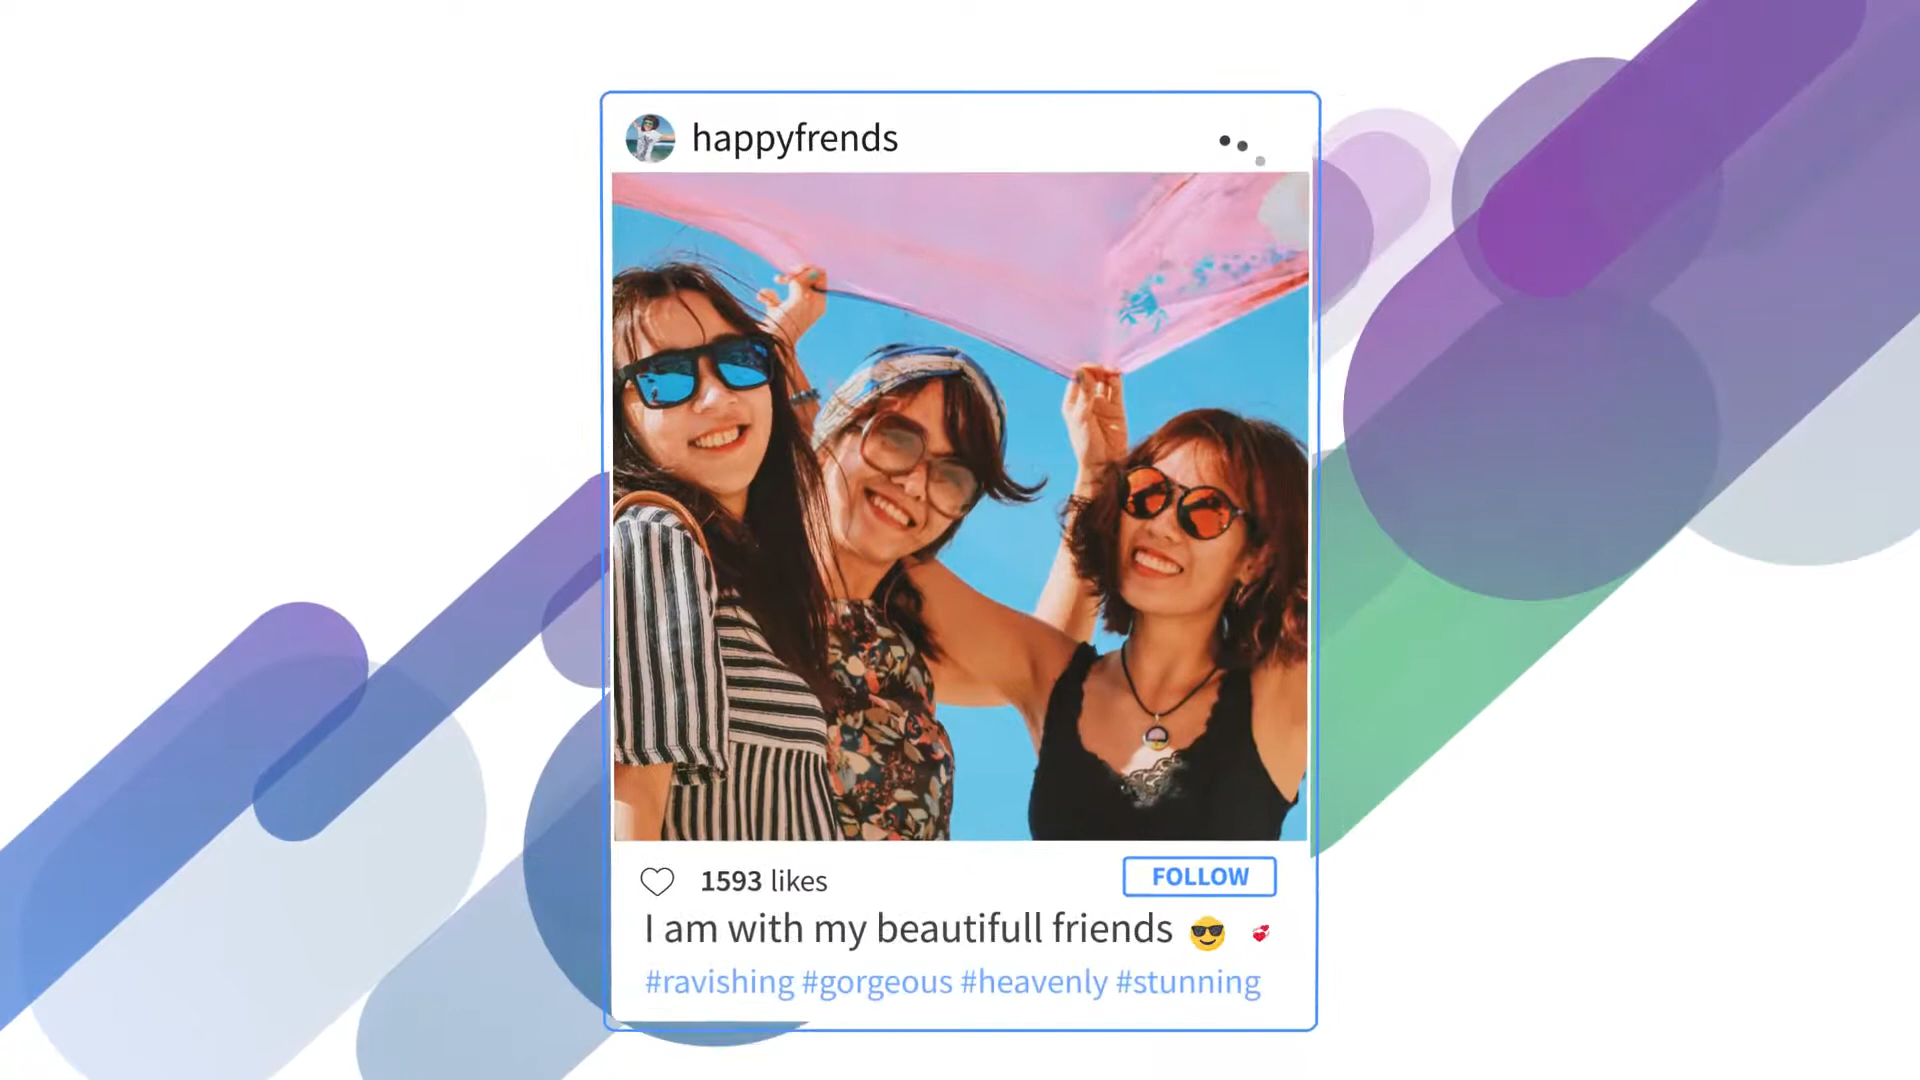 happyfrends
1593 likes
FOLLOW
I am with my beautifull friends 😎 💞
#ravishing #gorgeous #heavenly #stunning